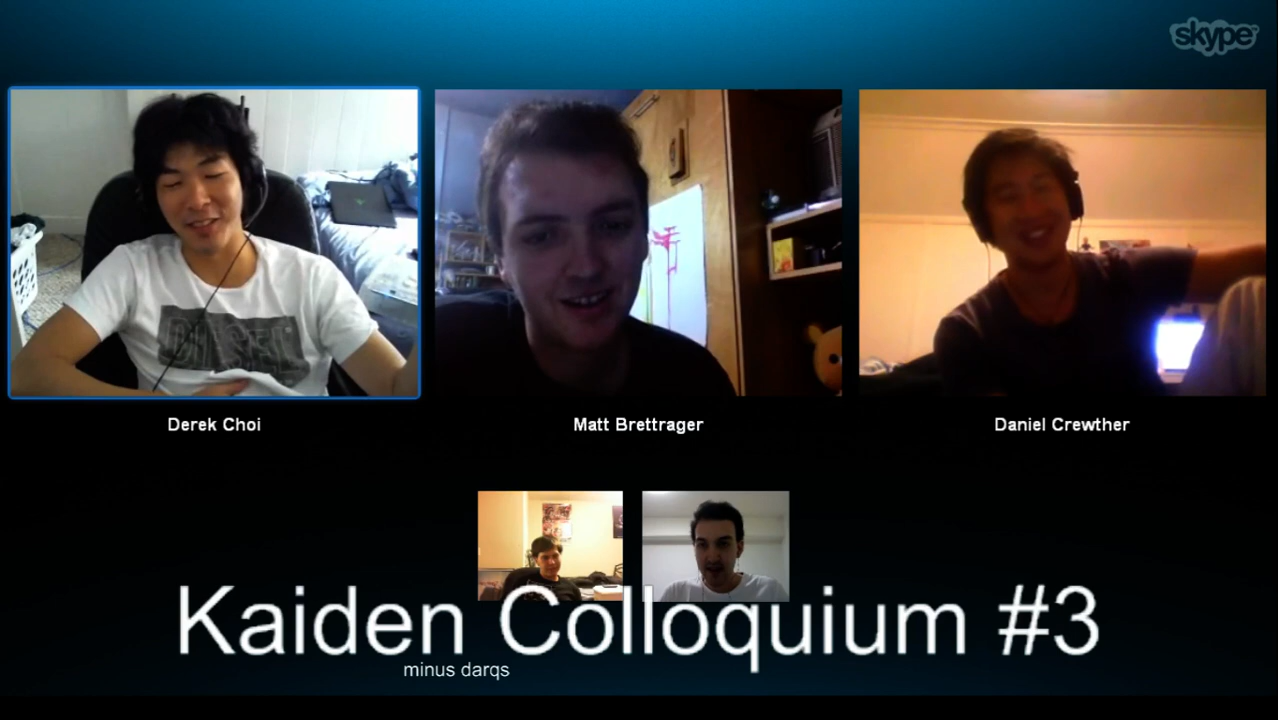 skype
Derek Choi
Matt Brettrager
Daniel Crewther
Kaiden Colloquium #3
minus darqs